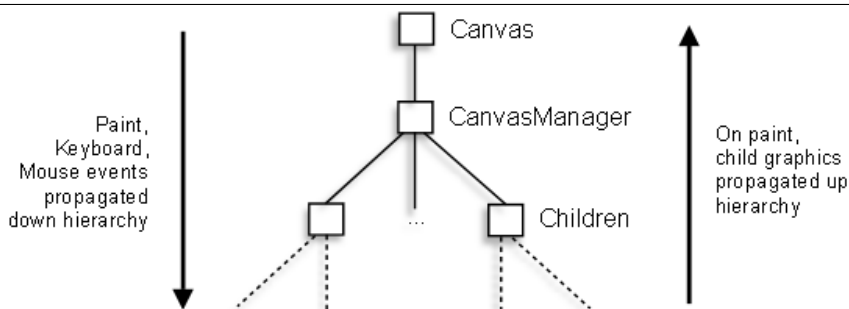 Canvas
CanvasManager
Paint,
Keyboard,
Mouse events
propagated
down hierarchy
On paint,
child graphics
propagated up
hierarchy
...
Children